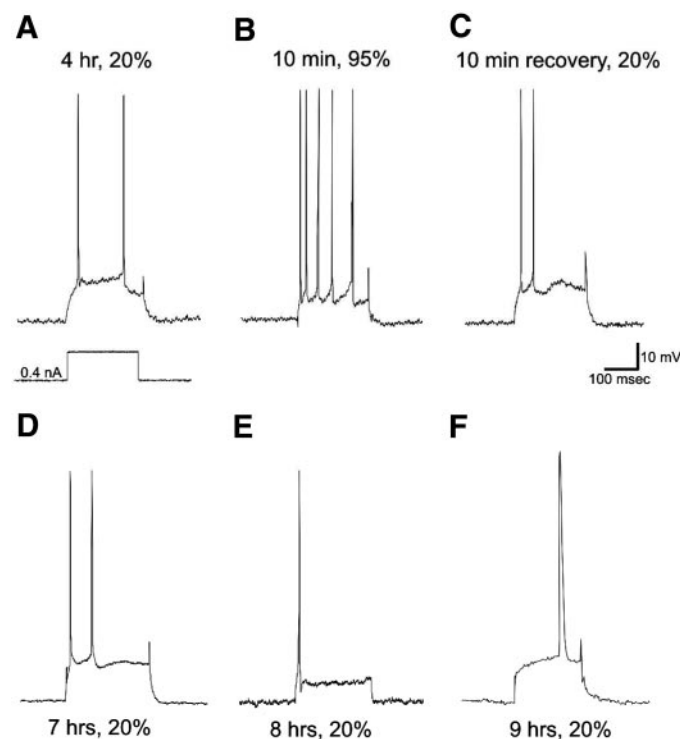 A
B
C
4 hr, 20%
10 min, 95%
10 min recovery, 20%
0.4 nA
10 mV
100 msec
D
E
F
7 hrs, 20%
8 hrs, 20%
9 hrs, 20%